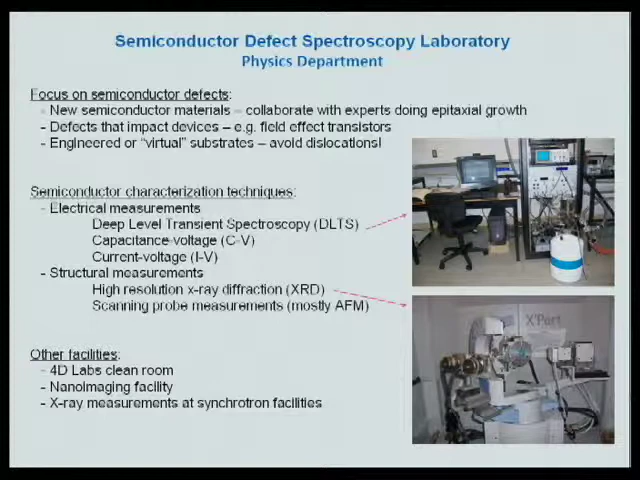 Semiconductor Defect Spectroscopy Laboratory
Physics Department
Focus on semiconductor defects:
- New semiconductor materials – collaborate with experts doing epitaxial growth
- Defects that impact devices – e.g. field effect transistors
- Engineered or "virtual" substrates – avoid dislocations!
Semiconductor characterization techniques:
- Electrical measurements
Deep Level Transient Spectroscopy (DLTS)
Capacitance-voltage (C-V)
Current-voltage (I-V)
- Structural measurements
High resolution x-ray diffraction (XRD)
Scanning probe measurements (mostly AFM)
X'Pert
Other facilities:
- 4D Labs clean room
- NanoImaging facility
- X-ray measurements at synchrotron facilities